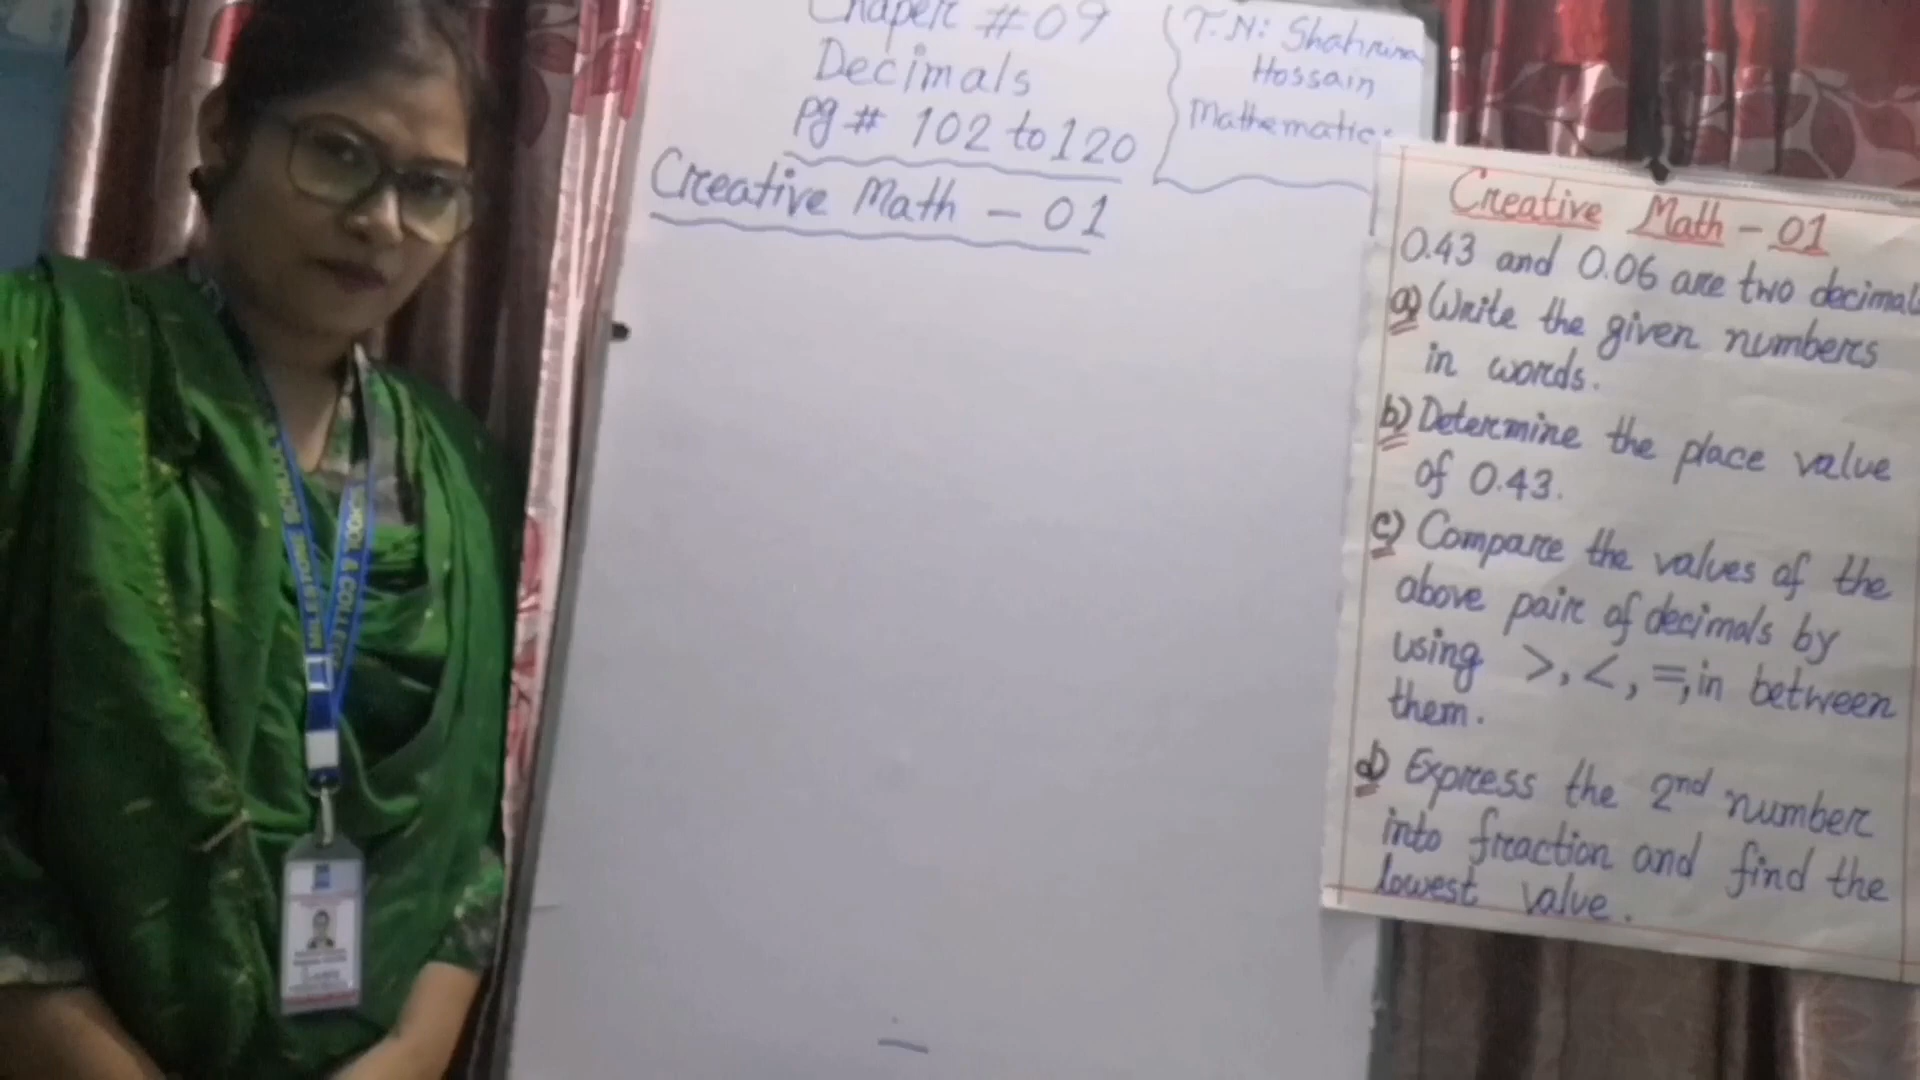 Chapter #09
Decimals
pg # 102 to 120
Creative Math - 01
T.N: Shahrina
Hossain
Mathematics
Creative Math - 01
0.43 and 0.06 are two decimals
a) Write the given numbers
in words.
b) Determine the place value
of 0.43.
c) Compare the values of the
above pair of decimals by
using >, <, =, in between
them.
d) Express the 2nd number
into fraction and find the
lowest value.
MILESTONE SCHOOL
& COLLEGE